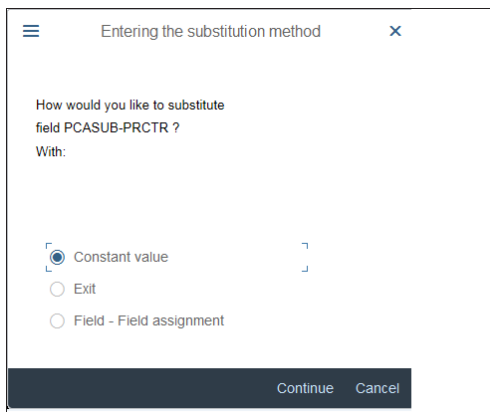 Entering the substitution method
How would you like to substitute
field PCASUB-PRCTR ?
With:
Constant value
Exit
Field - Field assignment
Continue Cancel